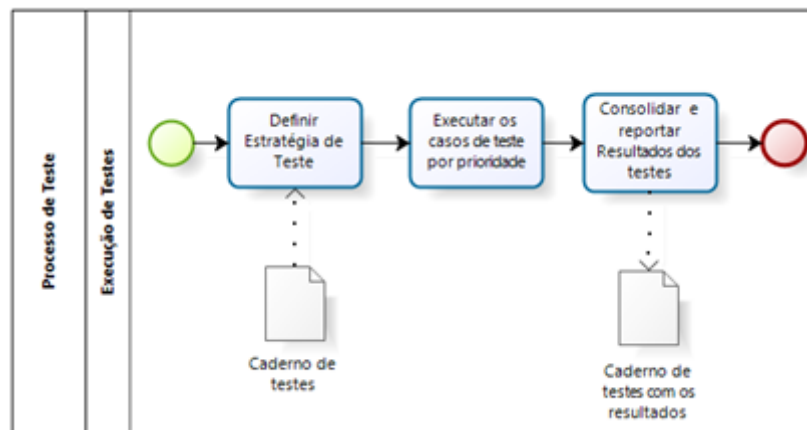 Processo de Teste
Execução de Testes
Definir
Estratégia de
Teste
Executar os
casos de teste
por prioridade
Consolidar e
reportar
Resultados dos
testes
Caderno de
testes
Caderno de
testes com os
resultados